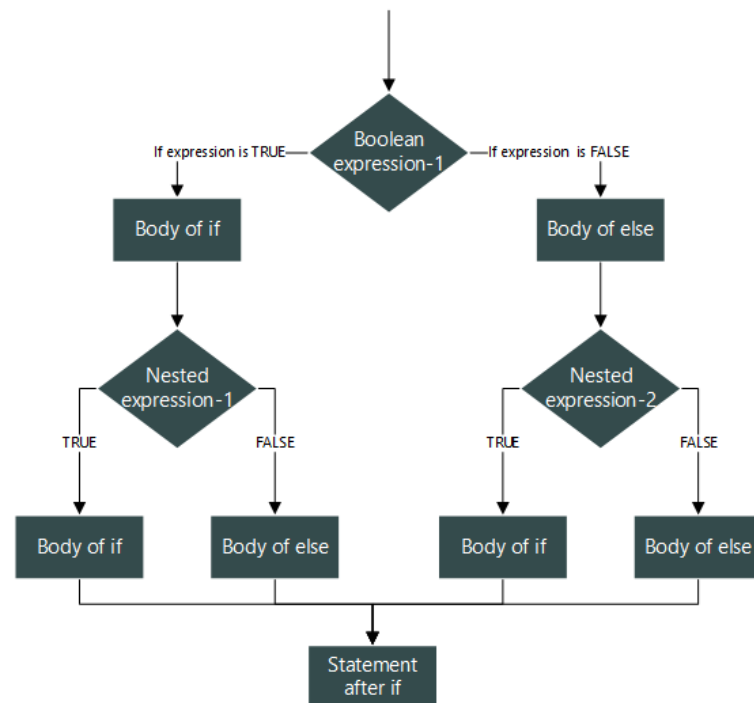 Boolean
expression-1
If expression is TRUE
If expression is FALSE
Body of if
Body of else
Nested
expression-1
Nested
expression-2
TRUE
FALSE
TRUE
FALSE
Body of if
Body of else
Body of if
Body of else
Statement
after if